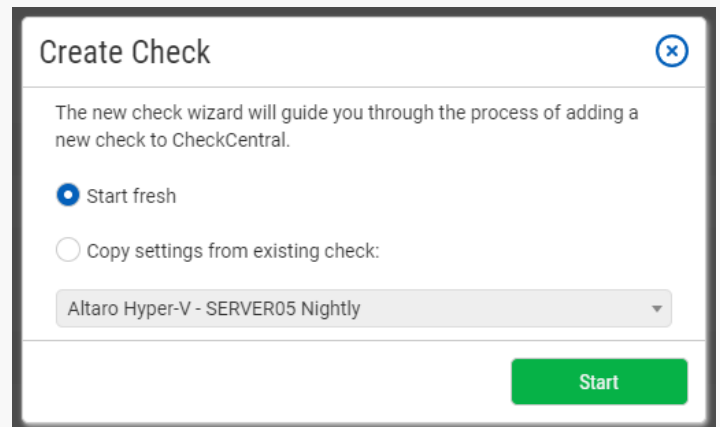 Create Check
The new check wizard will guide you through the process of adding a
new check to CheckCentral.
Start fresh
Copy settings from existing check:
Altaro Hyper-V - SERVER05 Nightly
Start